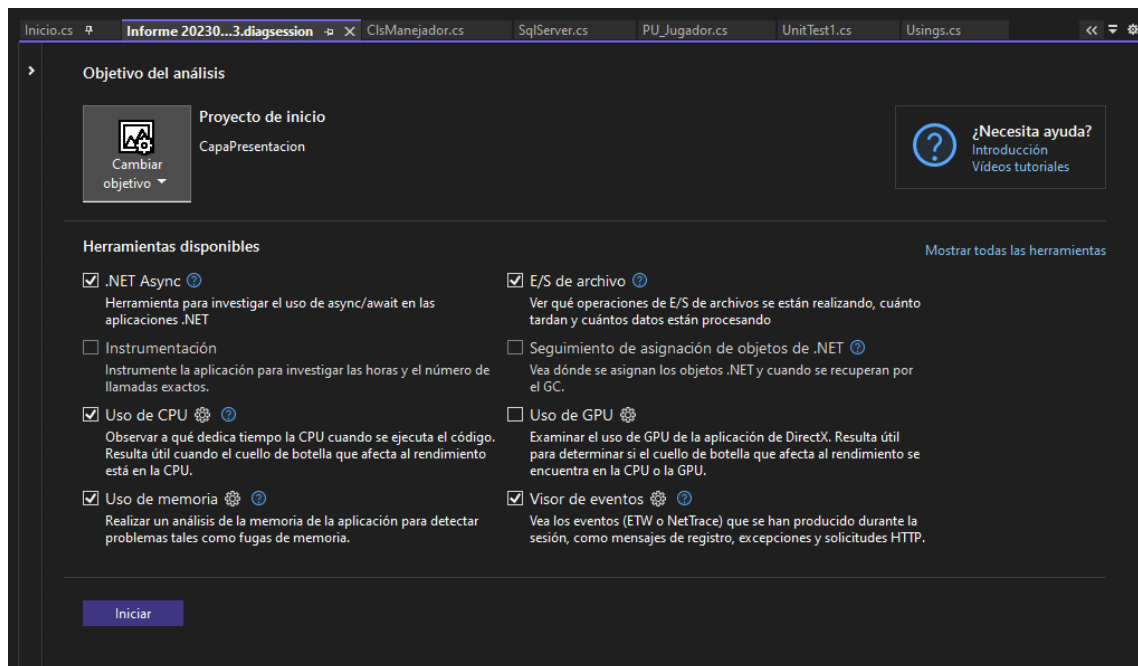 Inicio.cs
Informe 20230...3.diagsession
ClsManejador.cs
SqlServer.cs
PU_Jugador.cs
UnitTest1.cs
Usings.cs
Objetivo del análisis
Cambiar
objetivo
Proyecto de inicio
CapaPresentacion
¿Necesita ayuda?
Introducción
Vídeos tutoriales
Herramientas disponibles
Mostrar todas las herramientas
.NET Async
Herramienta para investigar el uso de async/await en las
aplicaciones .NET
E/S de archivo
Ver qué operaciones de E/S de archivos se están realizando, cuánto
tardan y cuántos datos están procesando
Instrumentación
Instrumente la aplicación para investigar las horas y el número de
llamadas exactos.
Seguimiento de asignación de objetos de .NET
Vea dónde se asignan los objetos .NET y cuando se recuperan por
el GC.
Uso de CPU
Observar a qué dedica tiempo la CPU cuando se ejecuta el código.
Resulta útil cuando el cuello de botella que afecta al rendimiento
está en la CPU.
Uso de GPU
Examinar el uso de GPU de la aplicación de DirectX. Resulta útil
para determinar si el cuello de botella que afecta al rendimiento se
encuentra en la CPU o la GPU.
Uso de memoria
Realizar un análisis de la memoria de la aplicación para detectar
problemas tales como fugas de memoria.
Visor de eventos
Vea los eventos (ETW o NetTrace) que se han producido durante la
sesión, como mensajes de registro, excepciones y solicitudes HTTP.
Iniciar